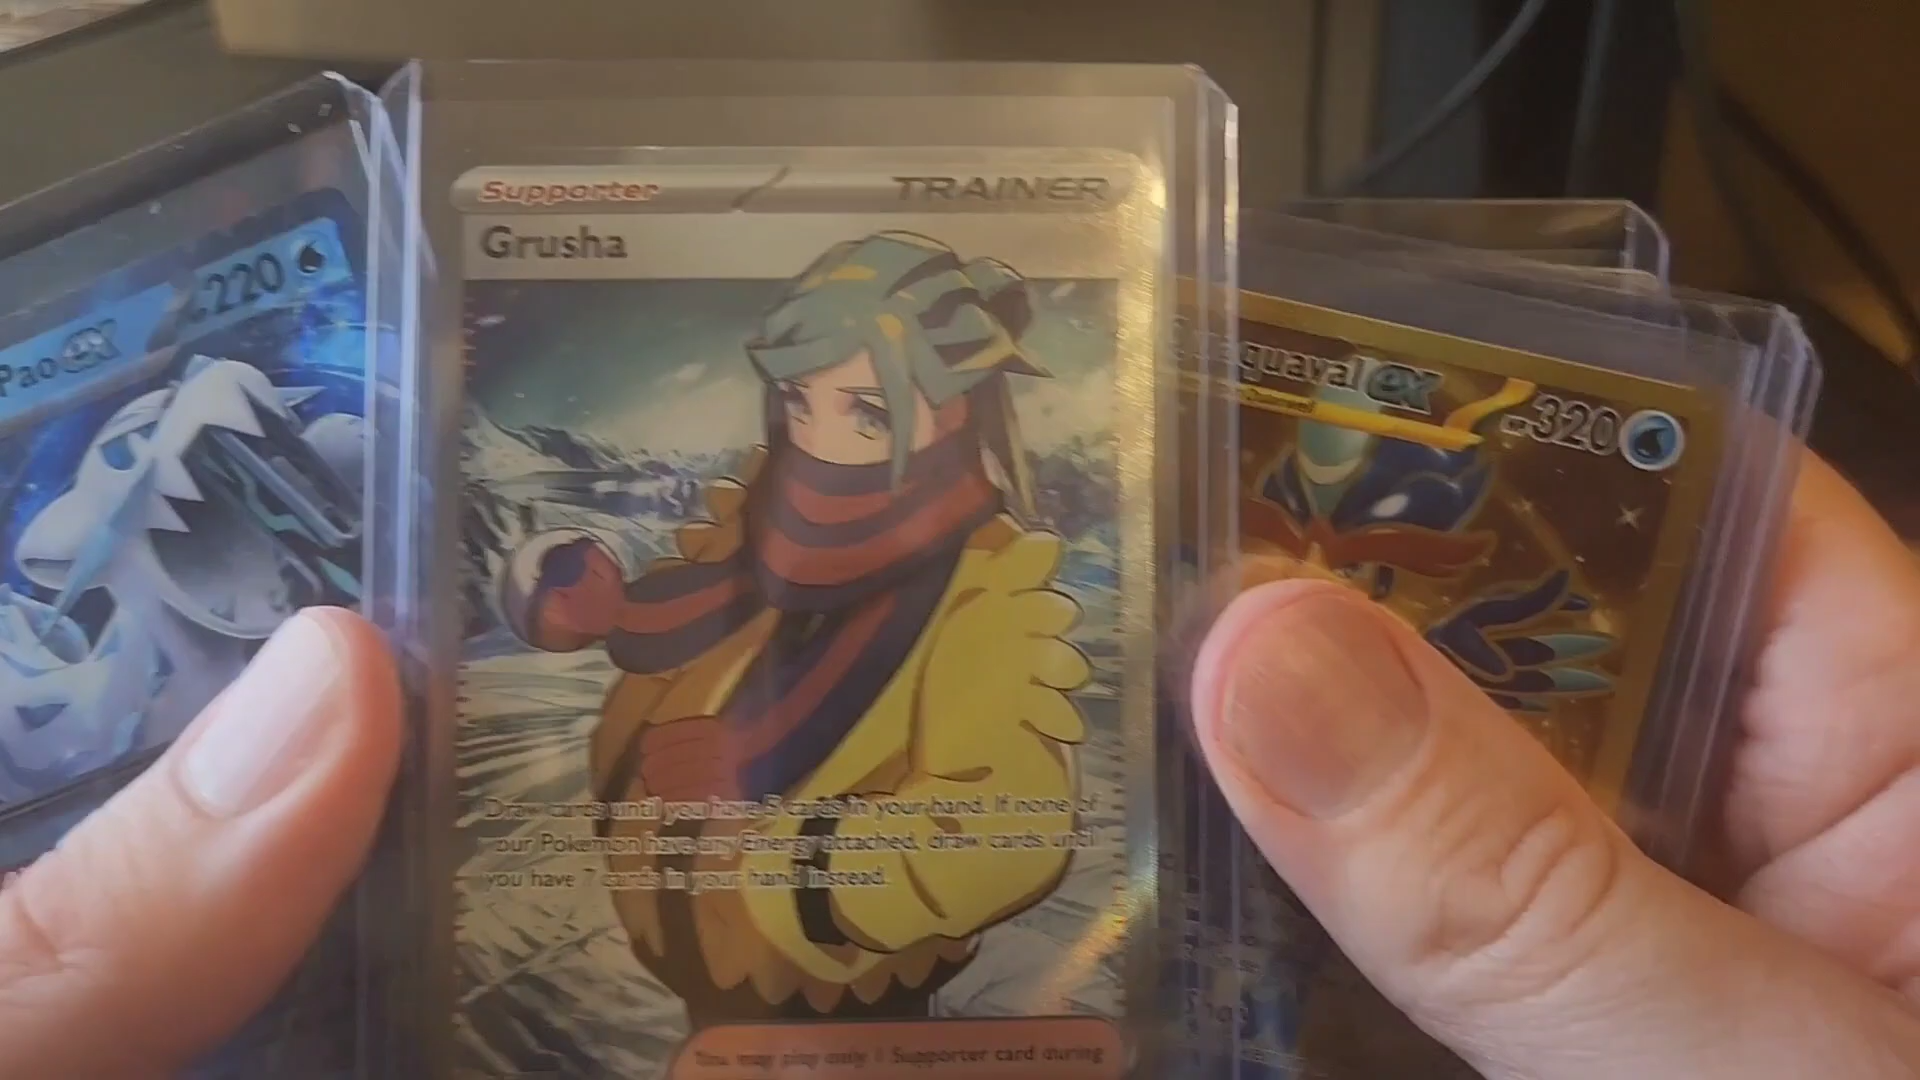 Supporter
TRAINER
Grusha
Draw cards until you have 5 cards in your hand. If none of
our Pokémon have any Energy attached, draw cards until
you have 7 cards in your hand instead.
You may play only 1 Supporter card during
Pao ex
220
aquaval ex
320